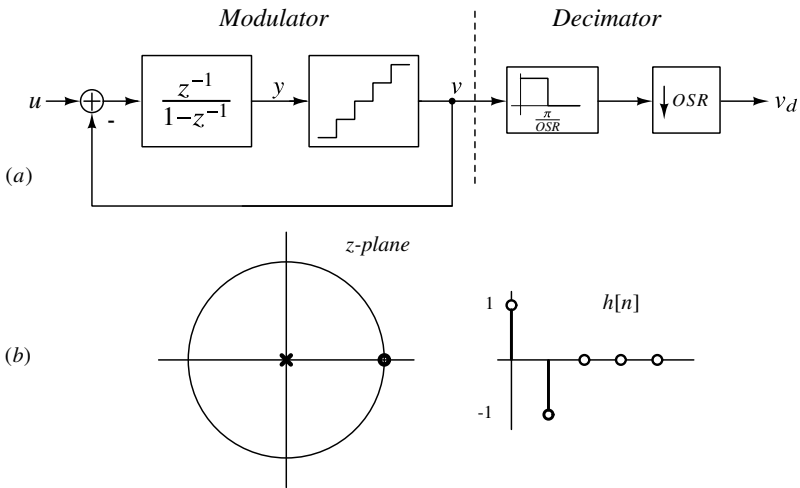 Modulator Decimator
u + - z⁻¹ / 1−z⁻¹ y v π / OSR ↓ OSR v_d
(a)
z-plane
1 h[n]
(b)
-1